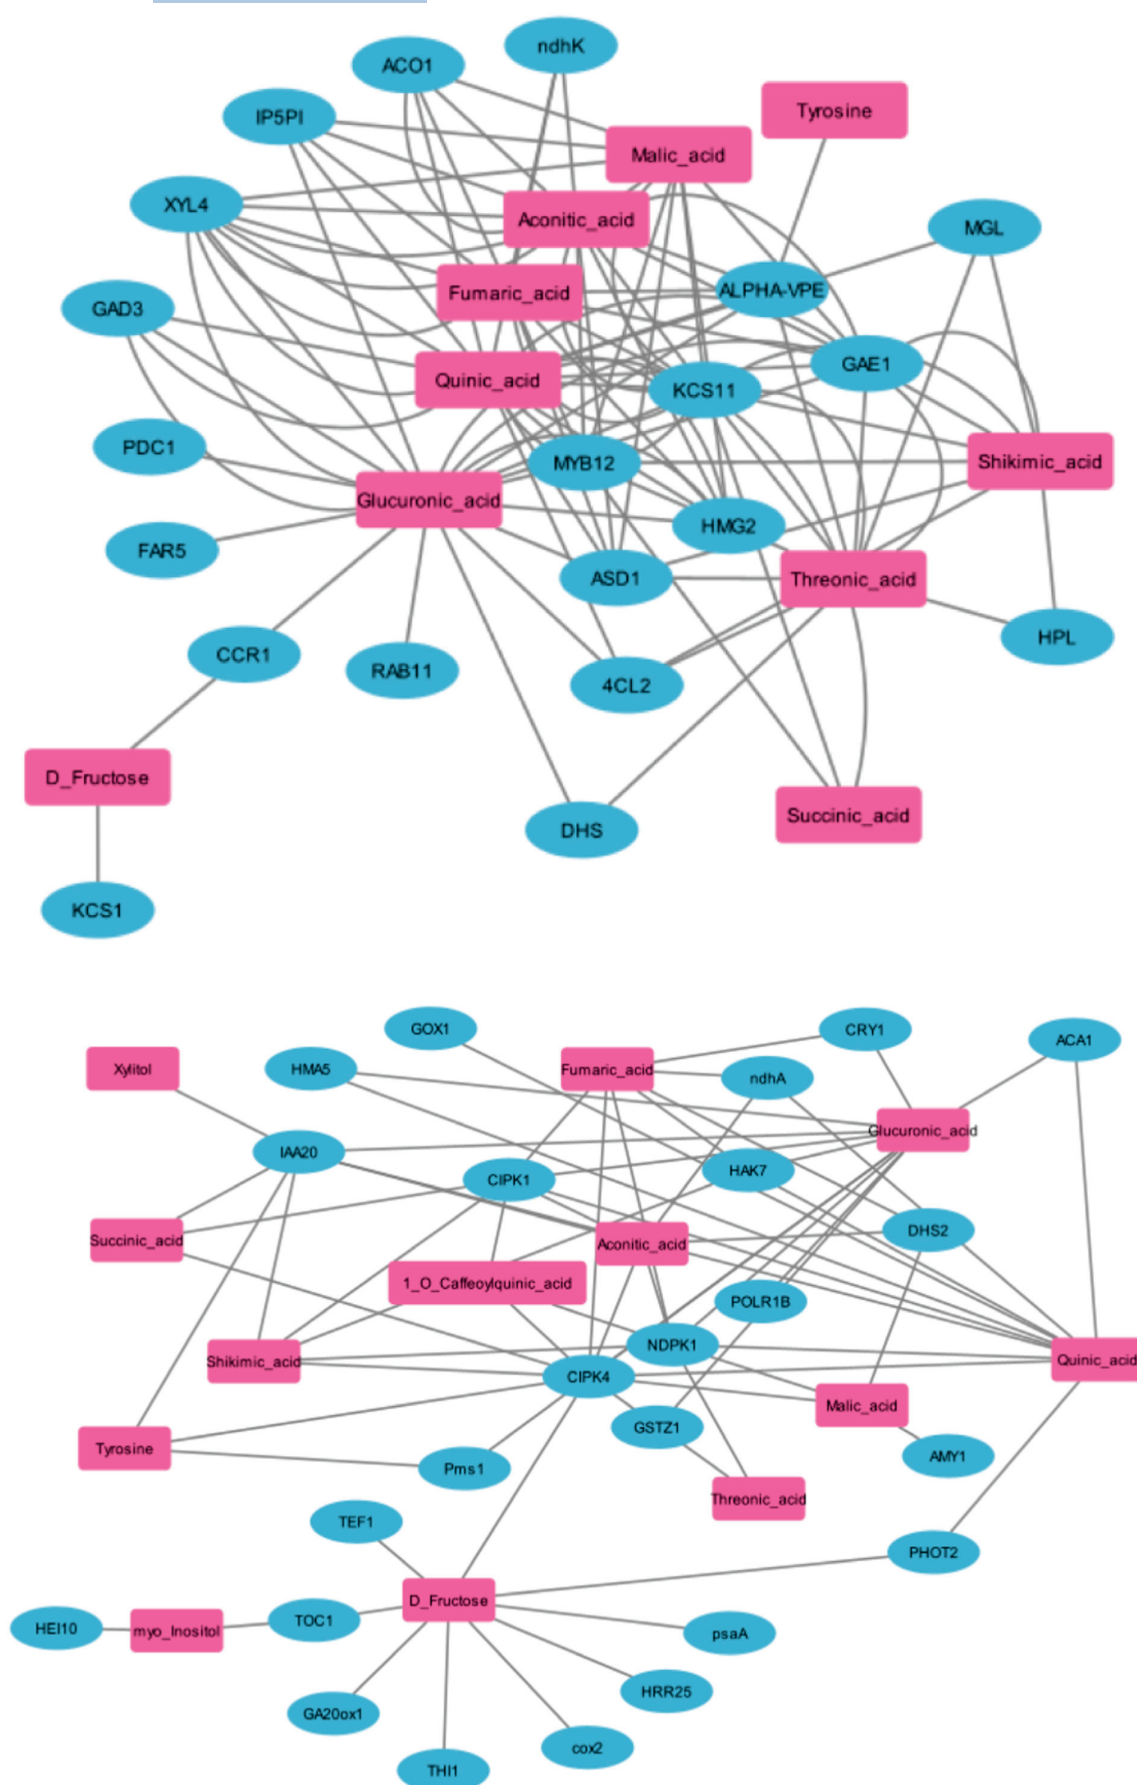 ndhK
ACO1
Tyrosine
IP5PI
Malic_acid
XYL4
Aconitic_acid
MGL
ALPHA-VPE
Fumaric_acid
GAD3
GAE1
Quinic_acid
KCS11
PDC1
MYB12
Shikimic_acid
Glucuronic_acid
HMG2
FAR5
ASD1
Threonic_acid
HPL
CCR1
RAB11
4CL2
D_Fructose
Succinic_acid
DHS
KCS1
GOX1
CRY1
ACA1
Xylitol
HMA5
Fumaric_acid
ndhA
Glucuronic_acid
IAA20
CIPK1
HAK7
DHS2
Succinic_acid
Aconitic_acid
1_O_Caffeoylquinic_acid
POLR1B
NDPK1
Shikimic_acid
Quinic_acid
CIPK4
Malic_acid
GSTZ1
Tyrosine
AMY1
Pms1
Threonic_acid
TEF1
PHOT2
D_Fructose
HEI10
myo_Inositol
TOC1
psaA
HRR25
GA20ox1
cox2
THI1